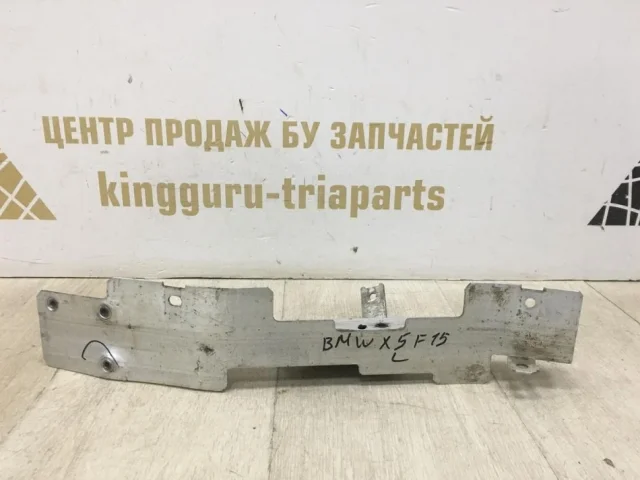 ЦЕНТР ПРОДАЖ БУ ЗАПЧАСТЕЙ
kingguru-triaparts
BMW X5 F15
L